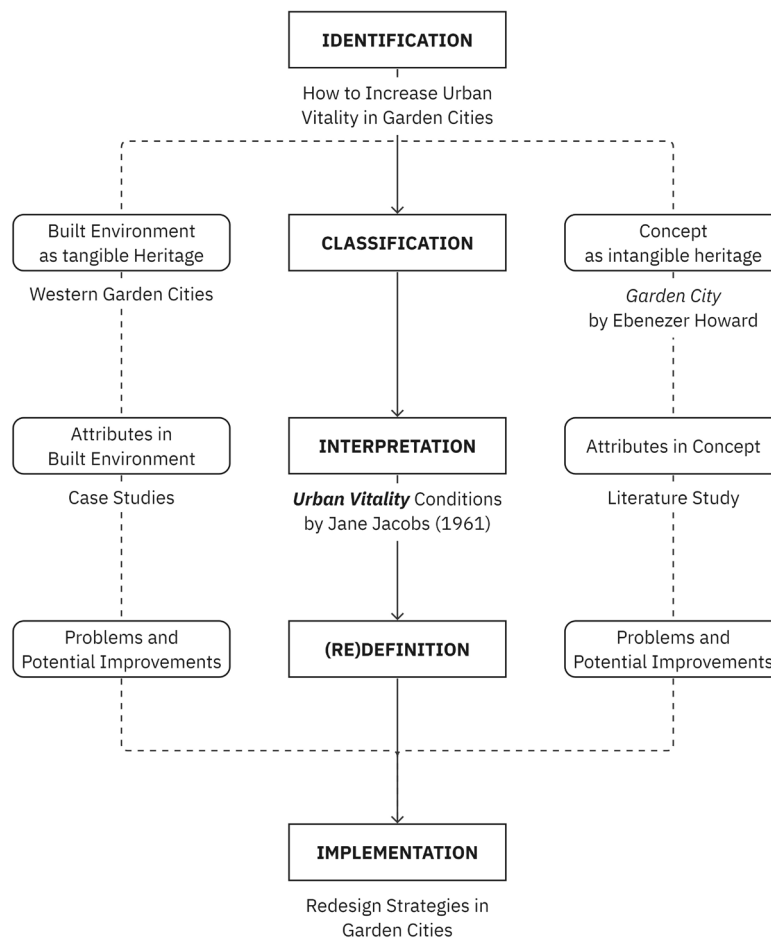 IDENTIFICATION
How to Increase Urban
Vitality in Garden Cities
Built Environment
as tangible Heritage
CLASSIFICATION
Concept
as intangible heritage
Western Garden Cities
Garden City
by Ebenezer Howard
Attributes in
Built Environment
INTERPRETATION
Attributes in Concept
Case Studies
Urban Vitality Conditions
by Jane Jacobs (1961)
Literature Study
Problems and
Potential Improvements
(RE)DEFINITION
Problems and
Potential Improvements
IMPLEMENTATION
Redesign Strategies in
Garden Cities